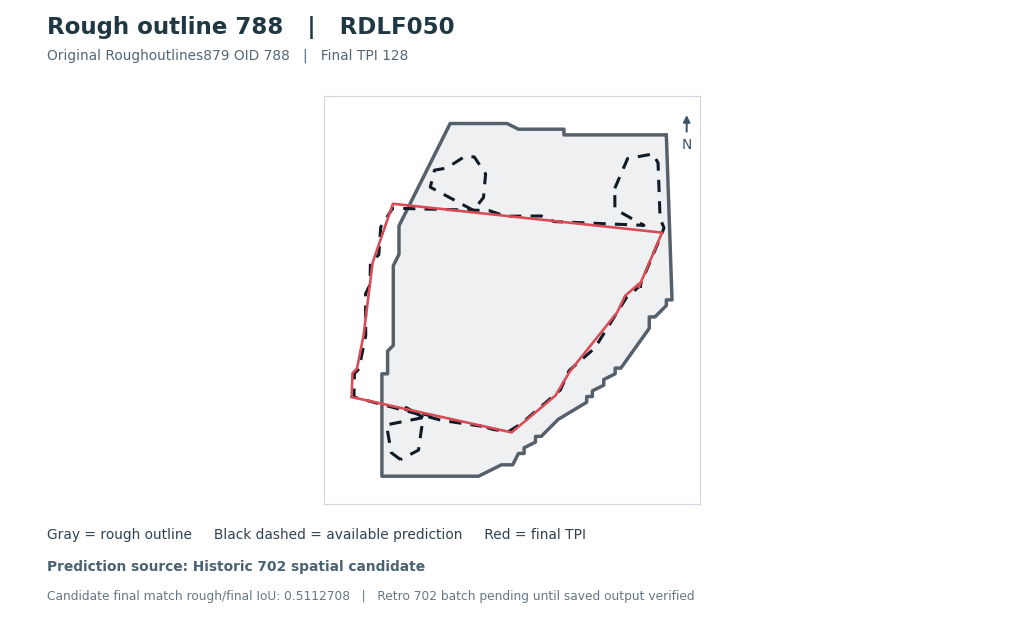 Rough outline 788   |   RDLF050
Original Roughoutlines879 OID 788   |   Final TPI 128
N
Gray = rough outline     Black dashed = available prediction     Red = final TPI
Prediction source: Historic 702 spatial candidate
Candidate final match rough/final IoU: 0.5112708   |   Retro 702 batch pending until saved output verified